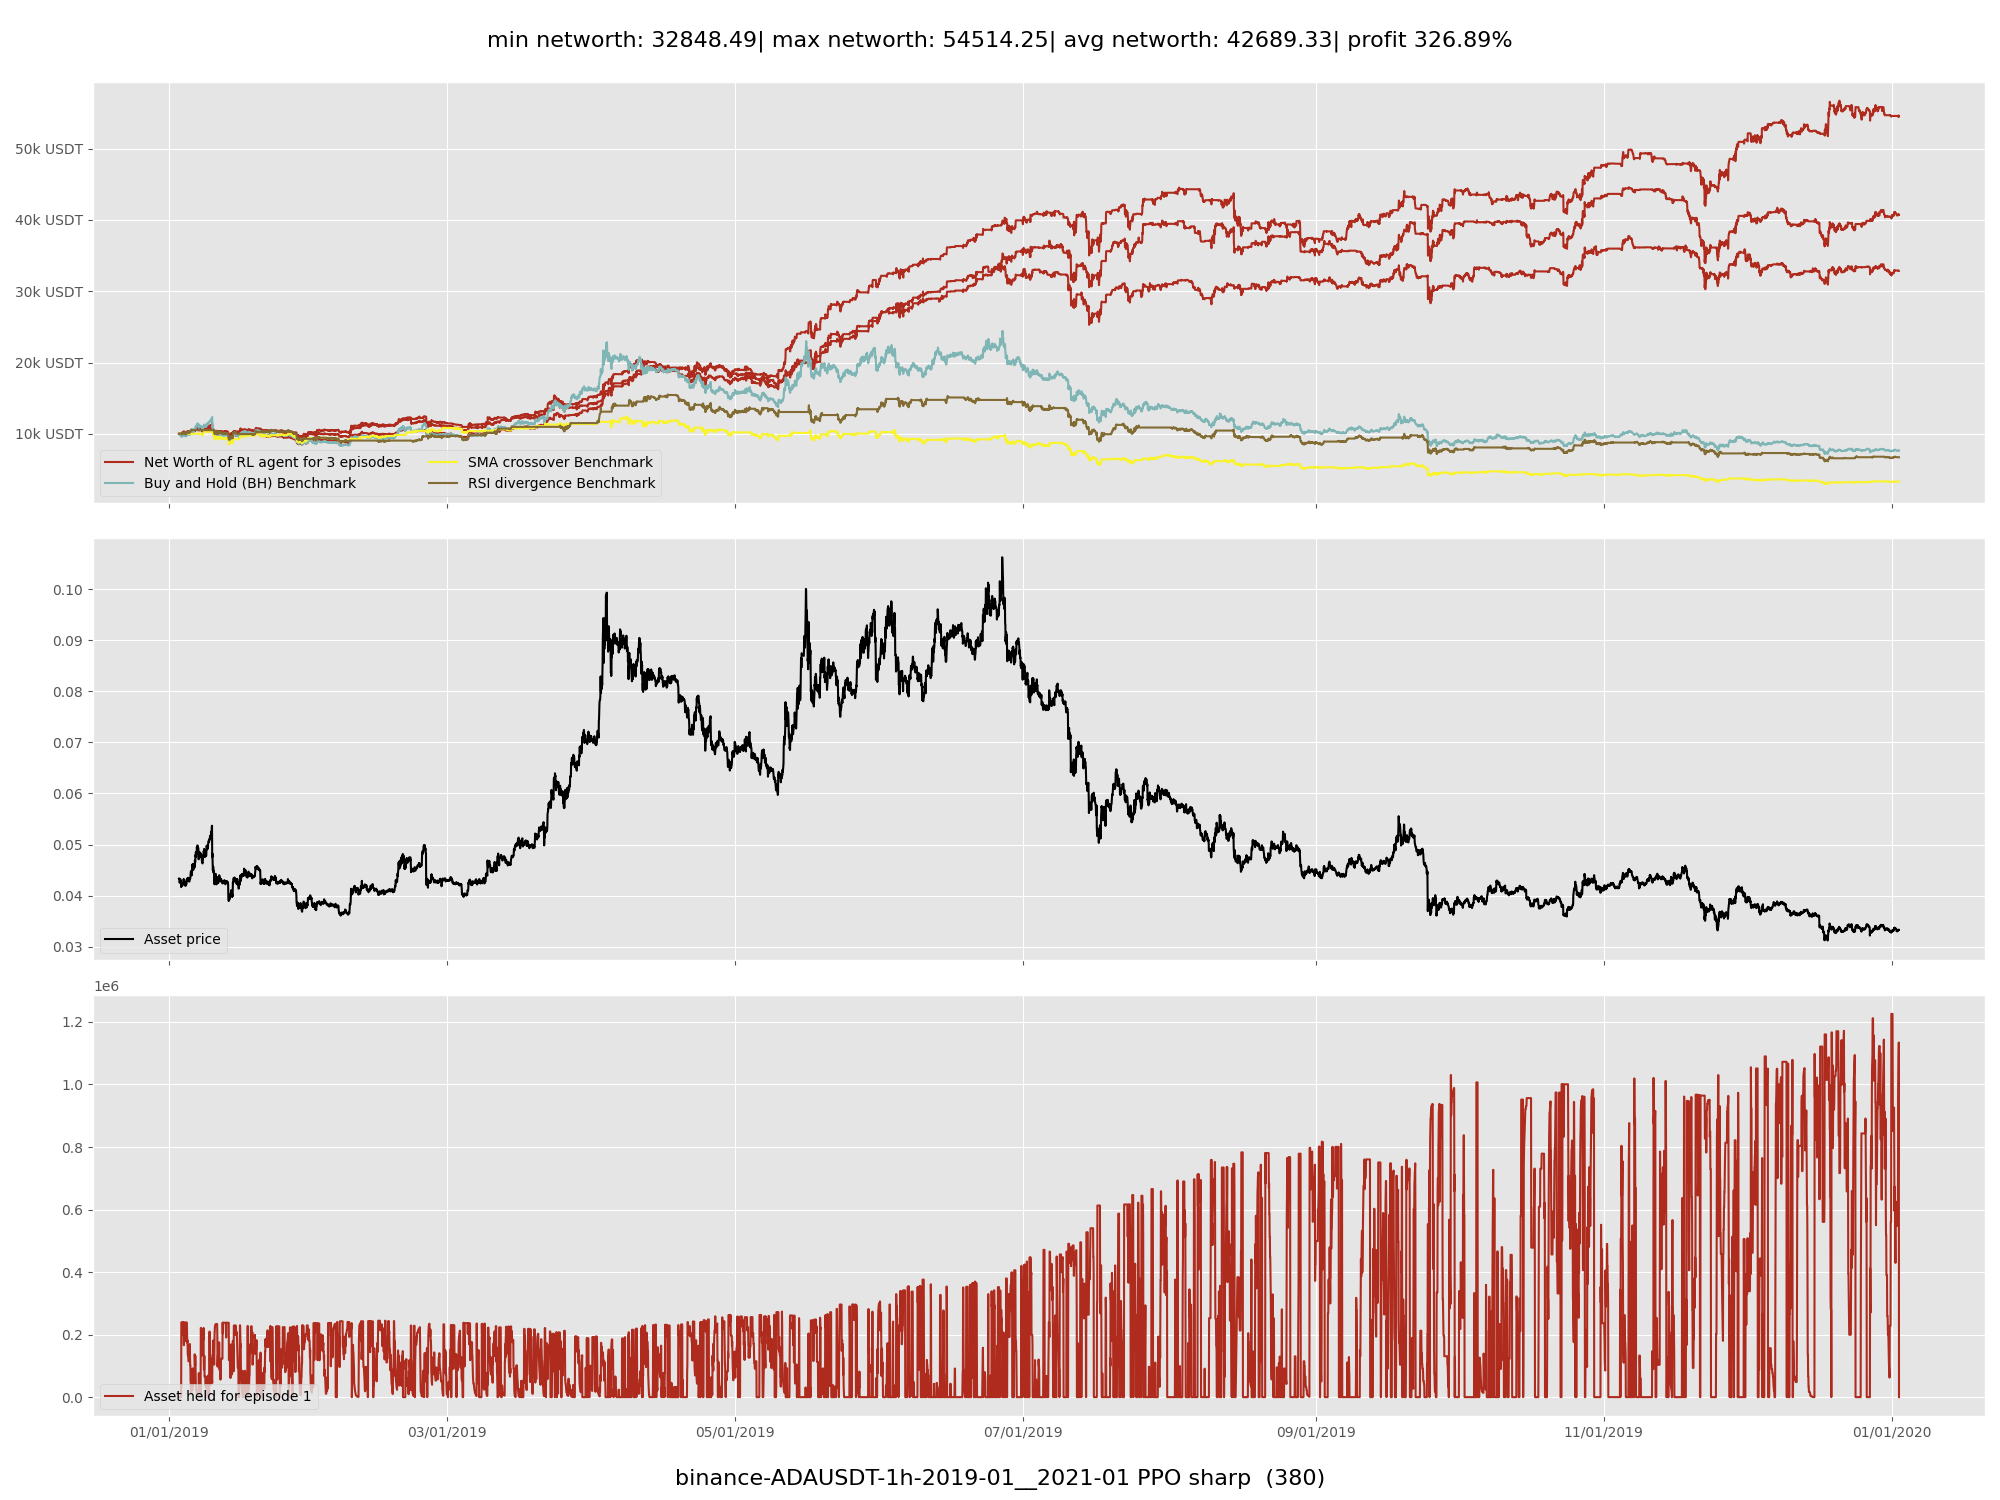 min networth: 32848.49| max networth: 54514.25| avg networth: 42689.33| profit 326.89%
50k USDT
40k USDT
30k USDT
20k USDT
10k USDT
Net Worth of RL agent for 3 episodes
Buy and Hold (BH) Benchmark
SMA crossover Benchmark
RSI divergence Benchmark
0.10
0.09
0.08
0.07
0.06
0.05
0.04
0.03
Asset price
1e6
1.2
1.0
0.8
0.6
0.4
0.2
0.0
Asset held for episode 1
01/01/2019 03/01/2019 05/01/2019 07/01/2019 09/01/2019 11/01/2019 01/01/2020
binance-ADAUSDT-1h-2019-01__2021-01 PPO sharp (380)